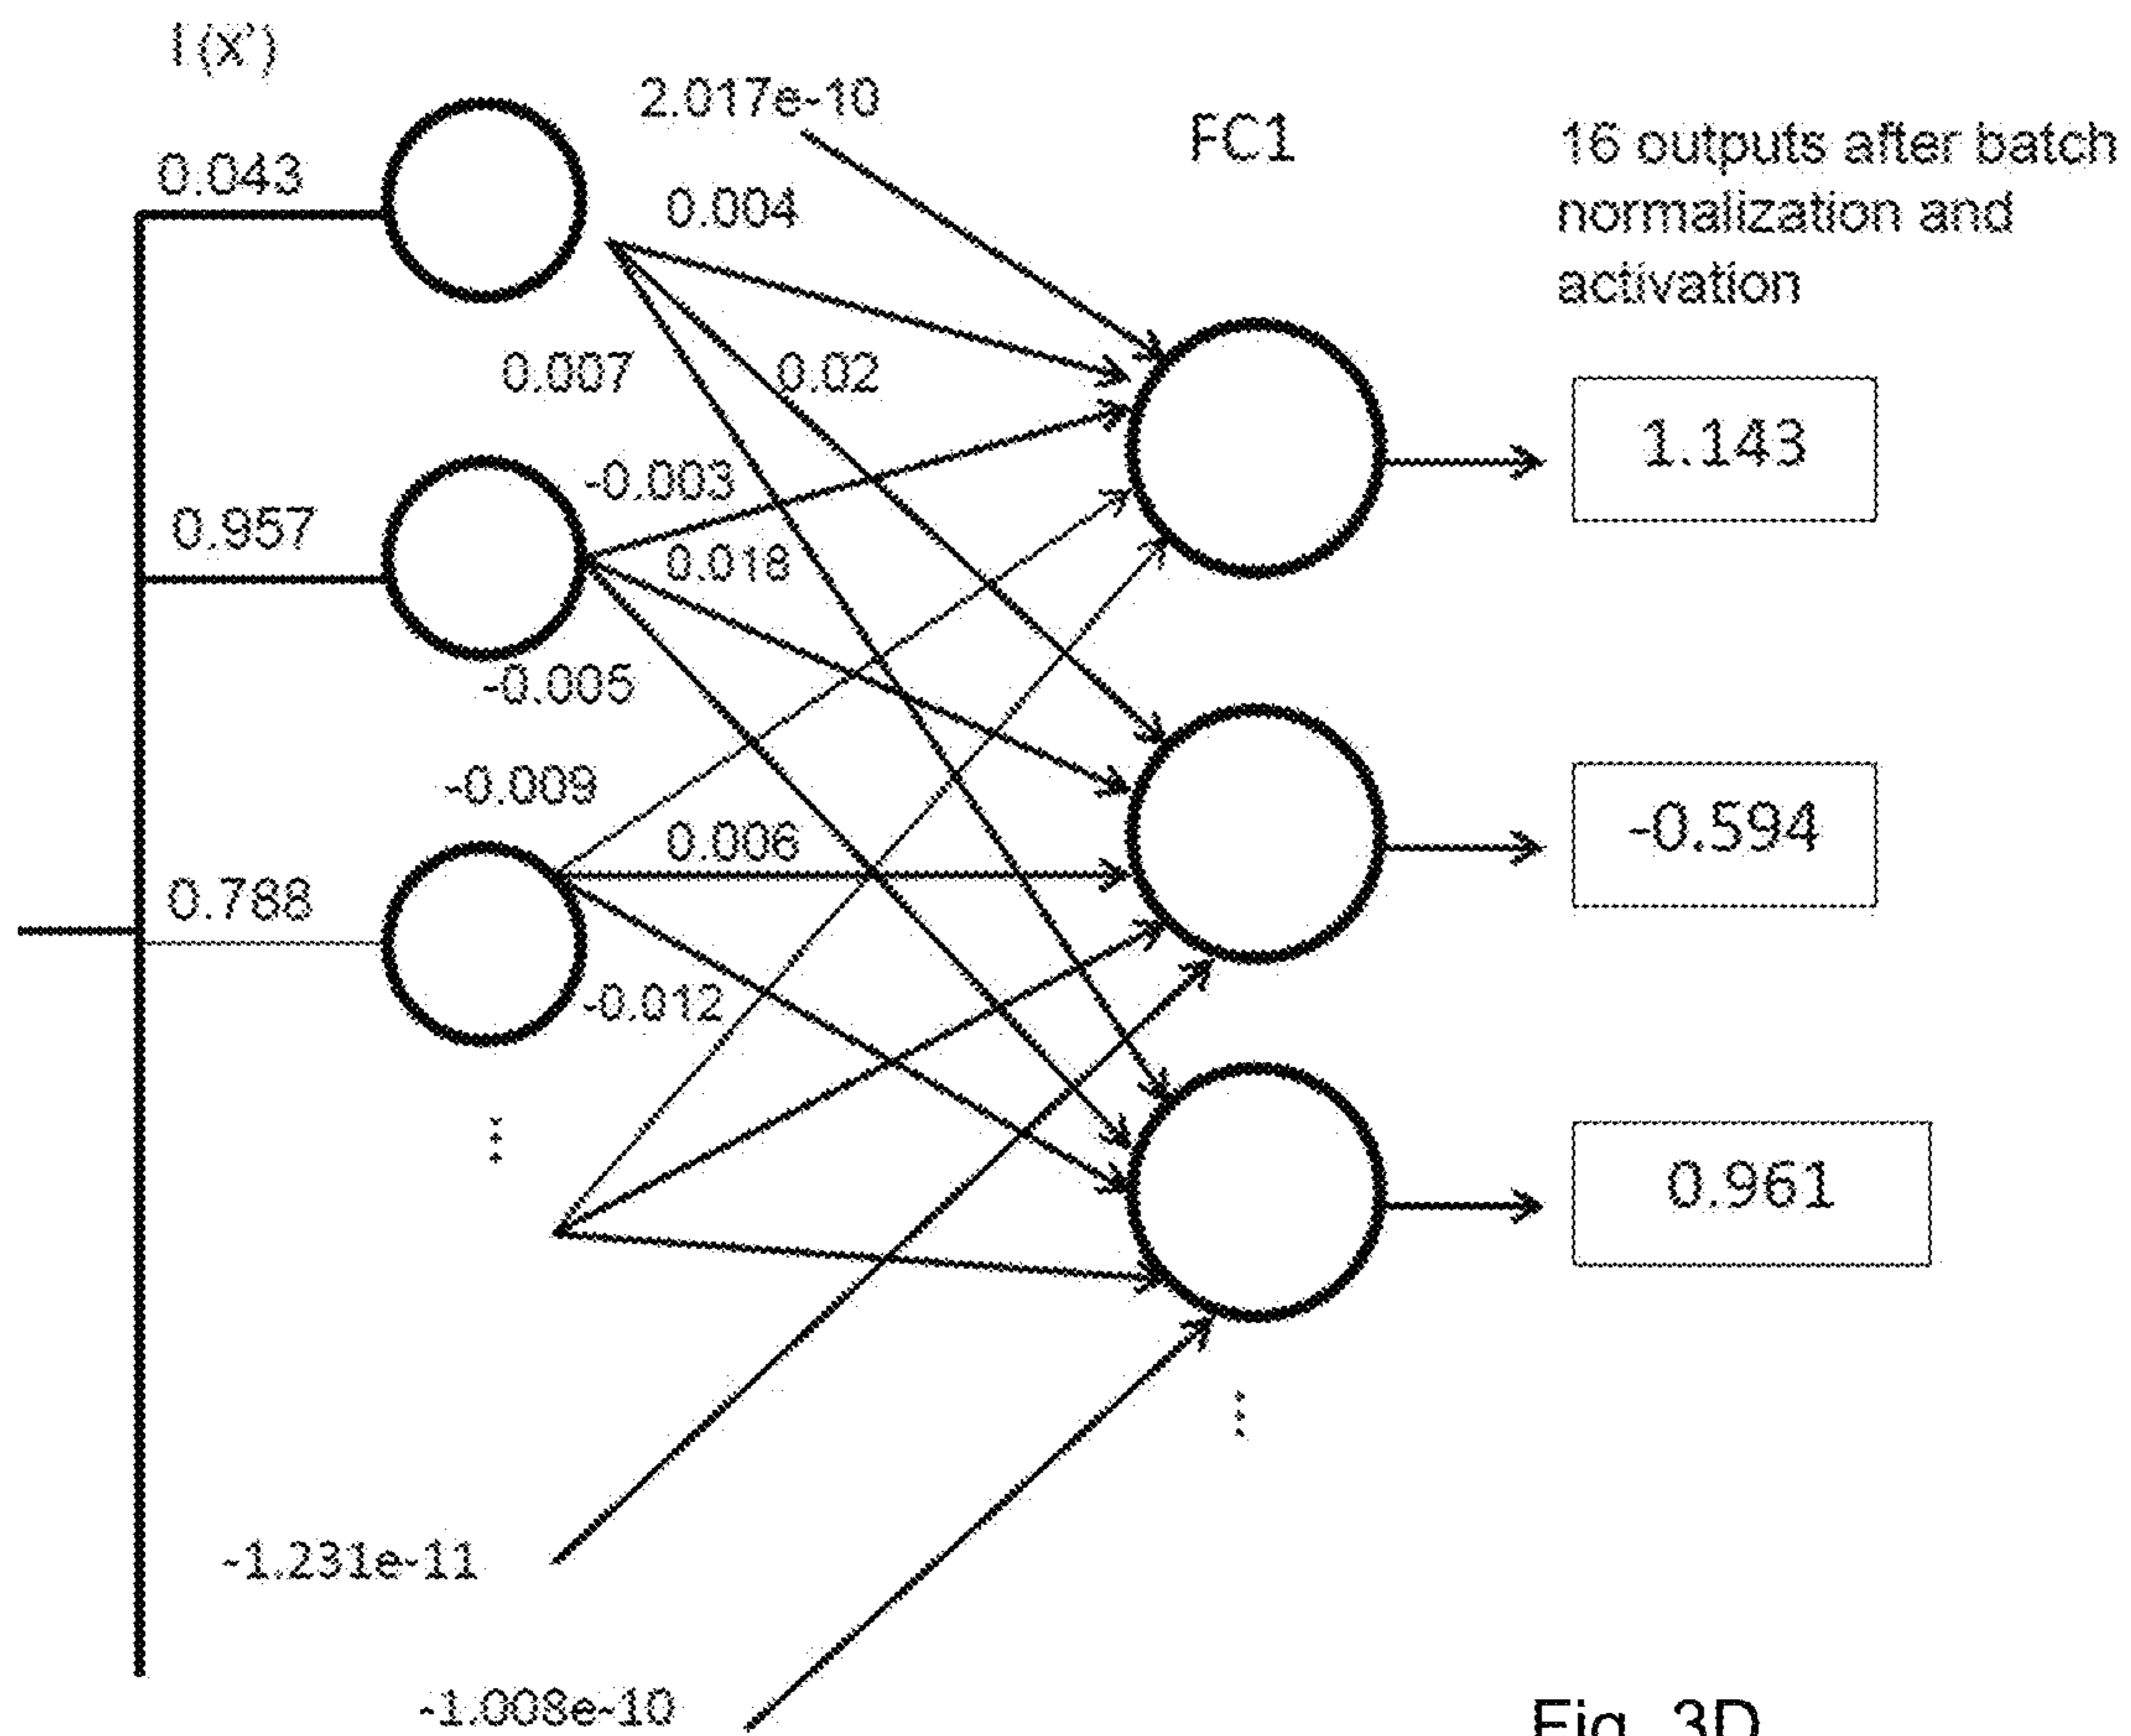 I (x')
2.017e-10
FC1
16 outputs after batch
normalization and
activation
0.043
0.004
0.007
0.02
1.143
0.957
-0.003
0.018
-0.005
-0.009
0.006
-0.594
0.788
-0.012
0.961
-1.231e-11
-1.008e-10
Fig. 3D